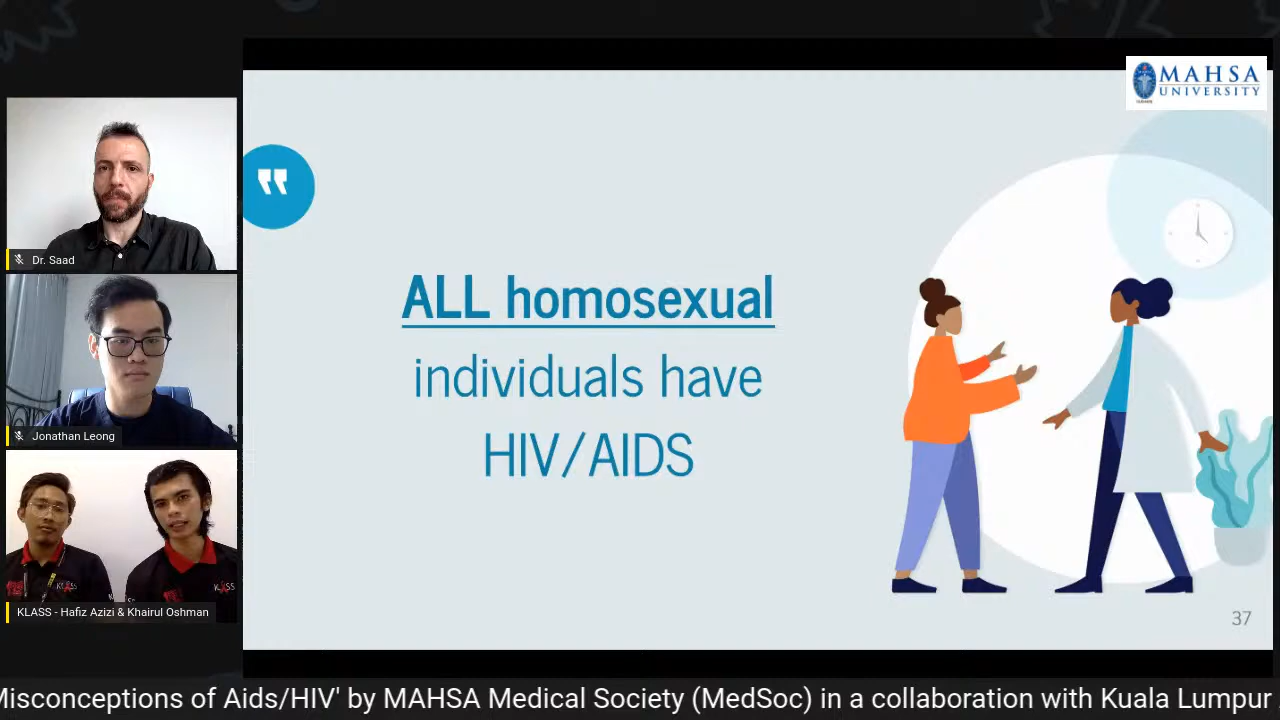 MAHSA
UNIVERSITY
ALL homosexual
individuals have
HIV/AIDS
37
Dr. Saad
Jonathan Leong
KLASS - Hafiz Azizi & Khairul Oshman
Misconceptions of Aids/HIV' by MAHSA Medical Society (MedSoc) in a collaboration with Kuala Lumpur